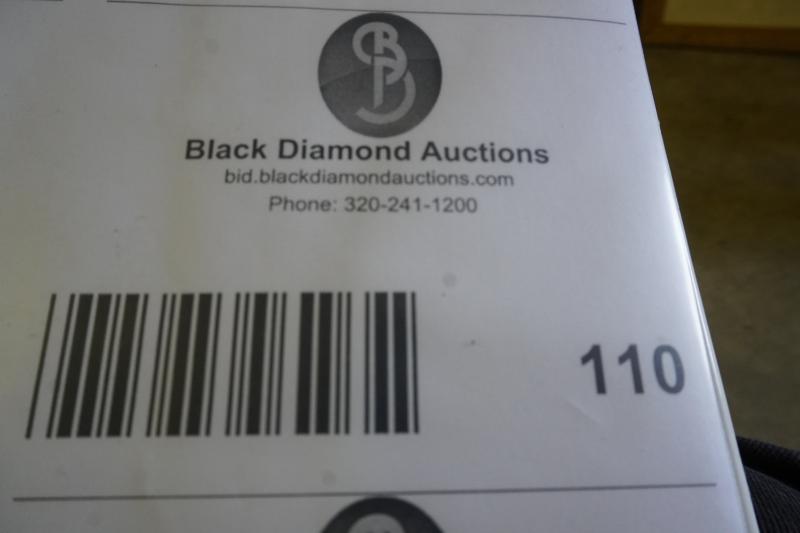 Black Diamond Auctions
bid.blackdiamondauctions.com
Phone: 320-241-1200
110